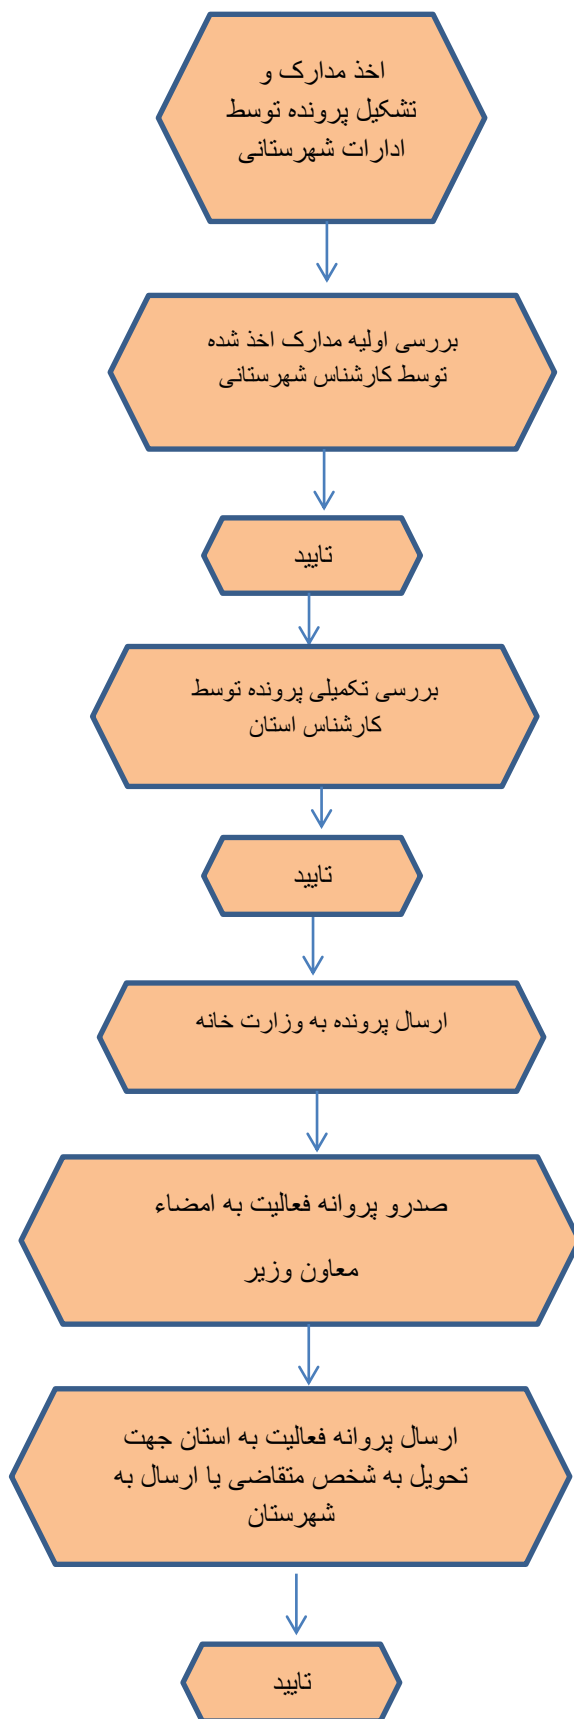 اخذ مدارک و
تشکیل پرونده توسط
ادارات شهرستانی
بررسی اولیه مدارک اخذ شده
توسط کارشناس شهرستانی
تایید
بررسی تکمیلی پرونده توسط
کارشناس استان
تایید
ارسال پرونده به وزارت خانه
صدرو پروانه فعالیت به امضاء
معاون وزیر
ارسال پروانه فعالیت به استان جهت
تحویل به شخص متقاضی یا ارسال به
شهرستان
تایید